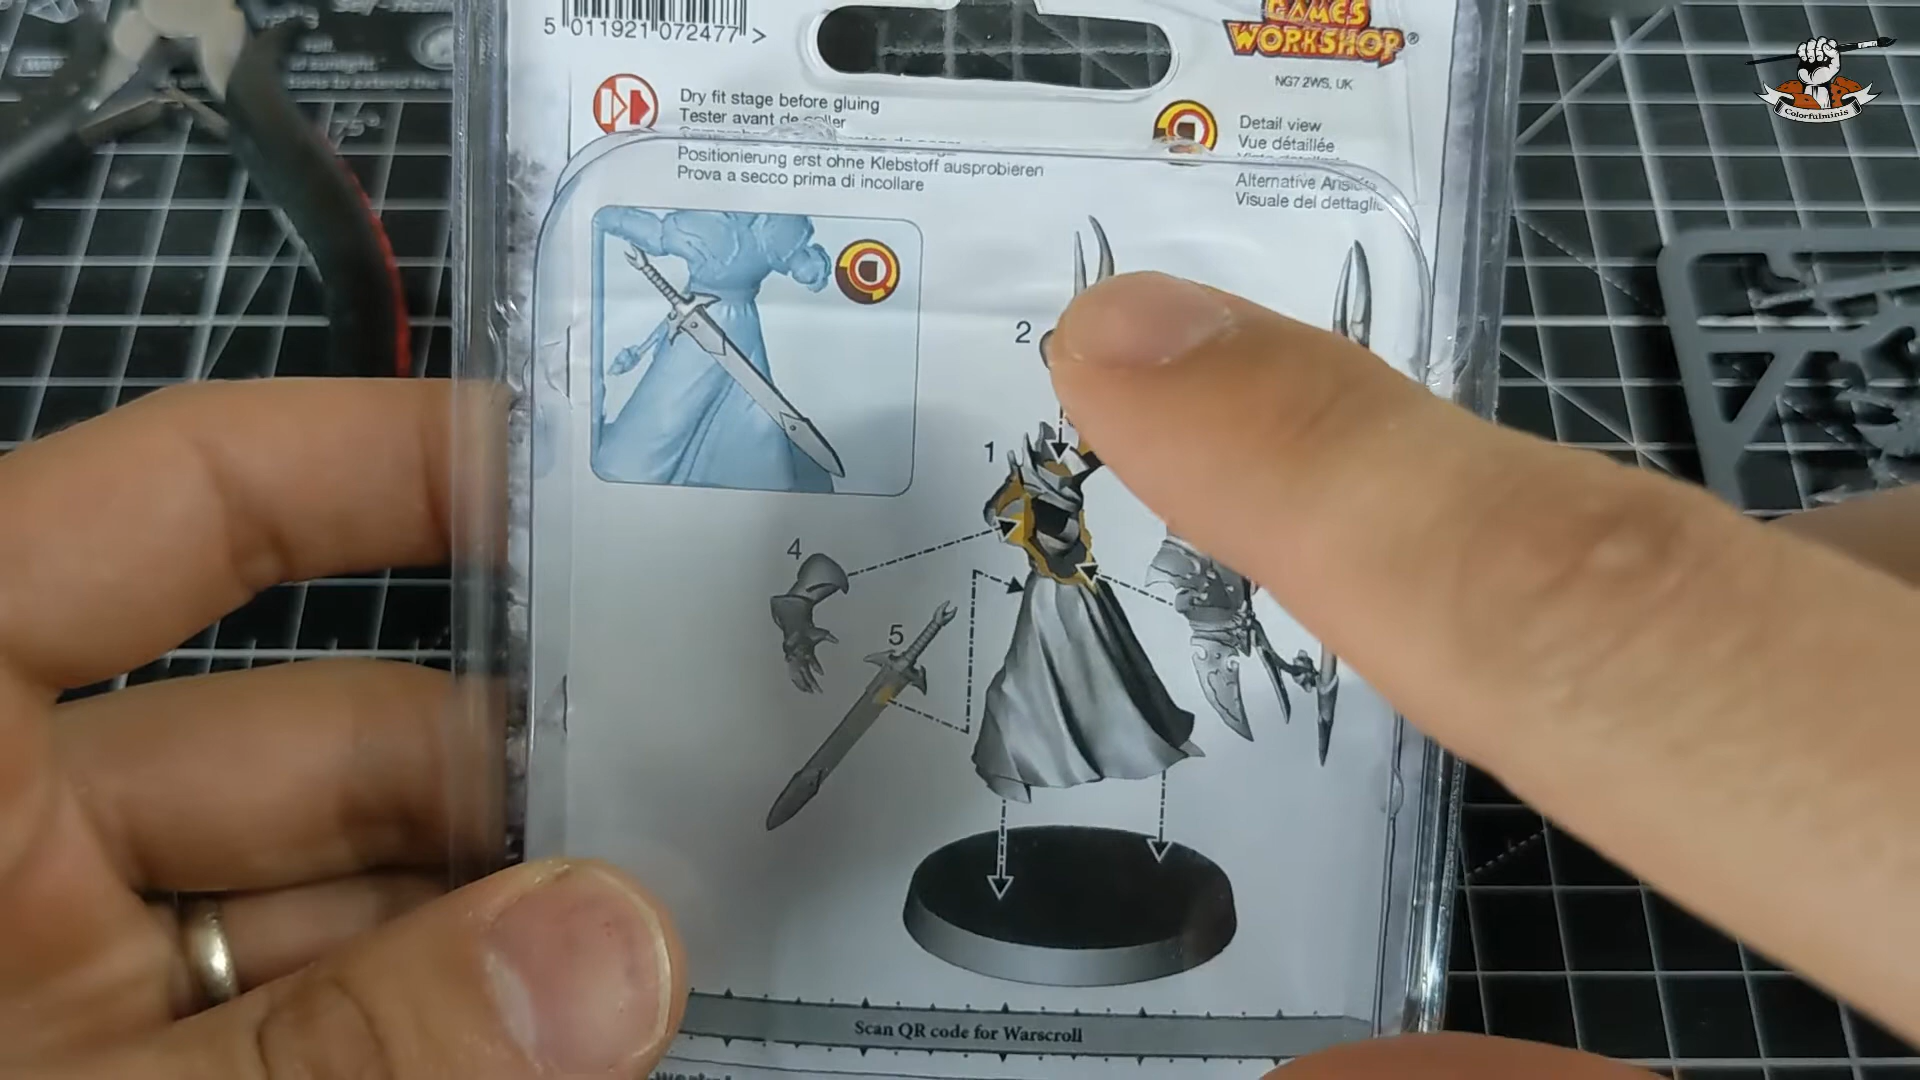 5 011921 072477 >
GAMES
WORKSHOP®
NG7 2WS, UK
Dry fit stage before gluing
Tester avant de coller
Positionierung erst ohne Klebstoff ausprobieren
Prova a secco prima di incollare
Detail view
Vue détaillée
Alternative
Visuale del dettaglio
2
1
4
5
Scan QR code for Warscroll
Colorfulminis